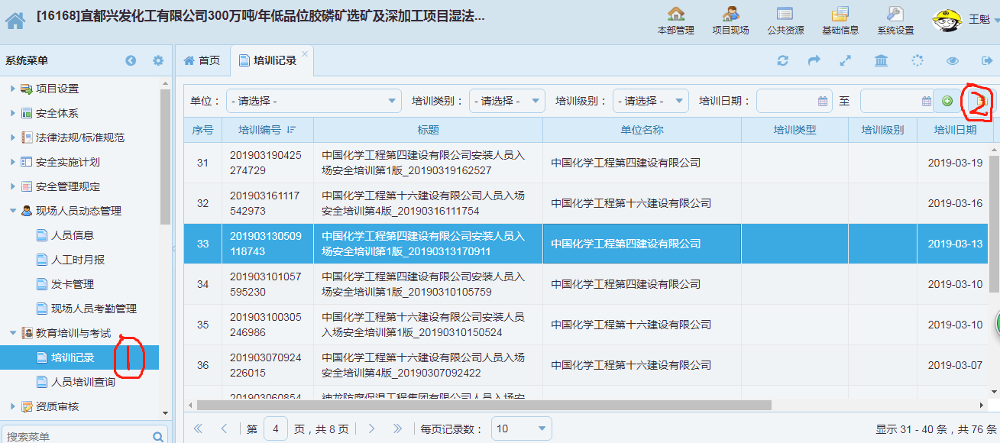 [16168]宜都兴发化工有限公司300万吨/年低品位胶磷矿选矿及深加工项目湿法...
本部管理 项目现场 公共资源 基础信息 系统设置 王魁
系统菜单 首页 培训记录
项目设置
安全体系
法律法规/标准规范
安全实施计划
安全管理规定
现场人员动态管理
人员信息
人工时月报
发卡管理
现场人员考勤管理
教育培训与考试
培训记录 1
人员培训查询
资质审核
搜索菜单
单位： - 请选择 - 培训类别： - 请选择 - 培训级别： - 请选择 - 培训日期： 至 2
序号 培训编号 标题 单位名称 培训类型 培训级别 培训日期
31 201903190425 中国化学工程第四建设有限公司安装人员入 中国化学工程第四建设有限公司 2019-03-19
274729 场安全培训第1版_20190319162527
32 201903161117 中国化学工程第十六建设有限公司人员入场 中国化学工程第十六建设有限公司 2019-03-16
542973 安全培训第4版_20190316111754
33 201903130509 中国化学工程第四建设有限公司安装人员入 中国化学工程第四建设有限公司 2019-03-13
118743 场安全培训第1版_20190313170911
34 201903101057 中国化学工程第四建设有限公司安装人员入 中国化学工程第四建设有限公司 2019-03-10
595230 场安全培训第1版_20190310105759
35 201903100305 中国化学工程第十六建设有限公司安装人员 中国化学工程第十六建设有限公司 2019-03-10
246986 入场安全培训第1版_20190310150524
36 201903070924 中国化学工程第十六建设有限公司人员入场 中国化学工程第十六建设有限公司 2019-03-07
226015 安全培训第4版_20190307092422
201903060854 神龙防腐保温工程集团有限公司人员入场安
第 4 页，共 8 页 每页记录数： 10 显示 31 - 40 条，共 76 条